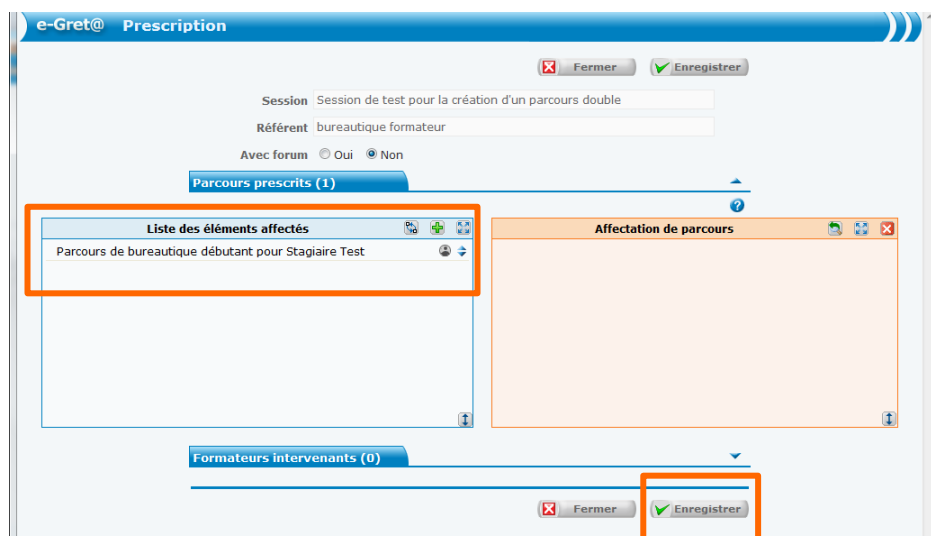 e-Gret@ Prescription
Fermer Enregistrer
Session Session de test pour la création d'un parcours double
Référent bureautique formateur
Avec forum Oui Non
Parcours prescrits (1)
Liste des éléments affectés
Affectation de parcours
Parcours de bureautique débutant pour Stagiaire Test
Formateurs intervenants (0)
Fermer Enregistrer